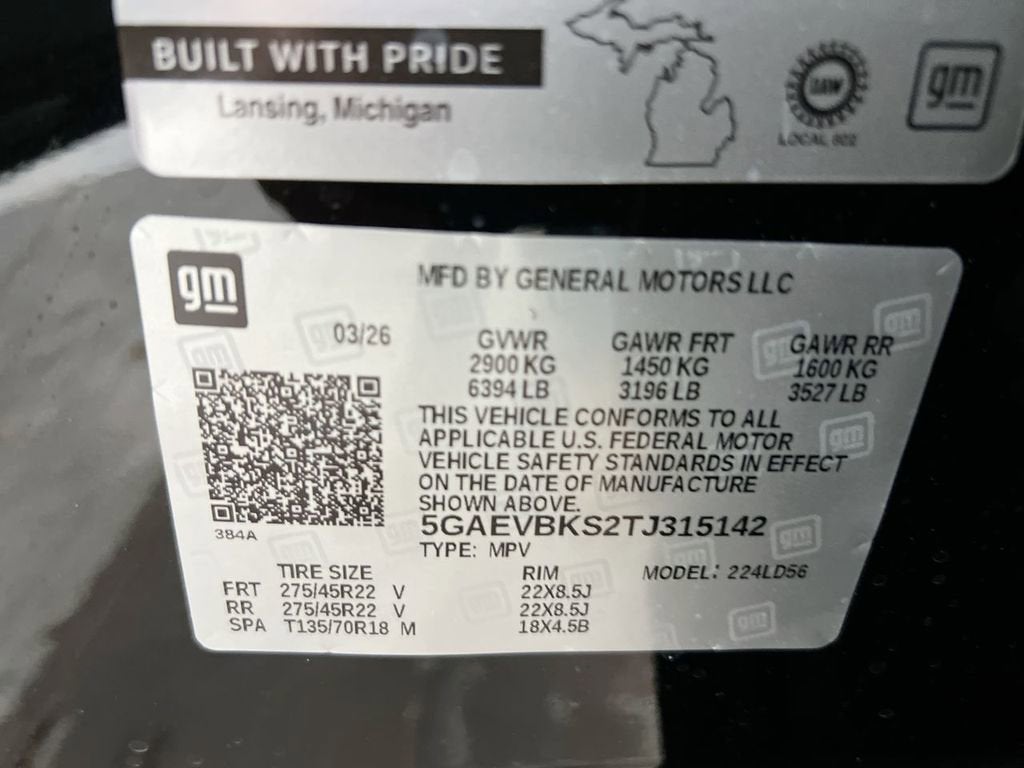 BUILT WITH PRIDE
Lansing, Michigan
UAW
LOCAL 602
gm
gm
MFD BY GENERAL MOTORS LLC
03/26
GVWR GAWR FRT GAWR RR
2900 KG 1450 KG 1600 KG
6394 LB 3196 LB 3527 LB
THIS VEHICLE CONFORMS TO ALL
APPLICABLE U.S. FEDERAL MOTOR
VEHICLE SAFETY STANDARDS IN EFFECT
ON THE DATE OF MANUFACTURE
SHOWN ABOVE.
5GAEVBKS2TJ315142
384A
TYPE: MPV
TIRE SIZE RIM MODEL: 224LD56
FRT 275/45R22 V 22X8.5J
RR 275/45R22 V 22X8.5J
SPA T135/70R18 M 18X4.5B